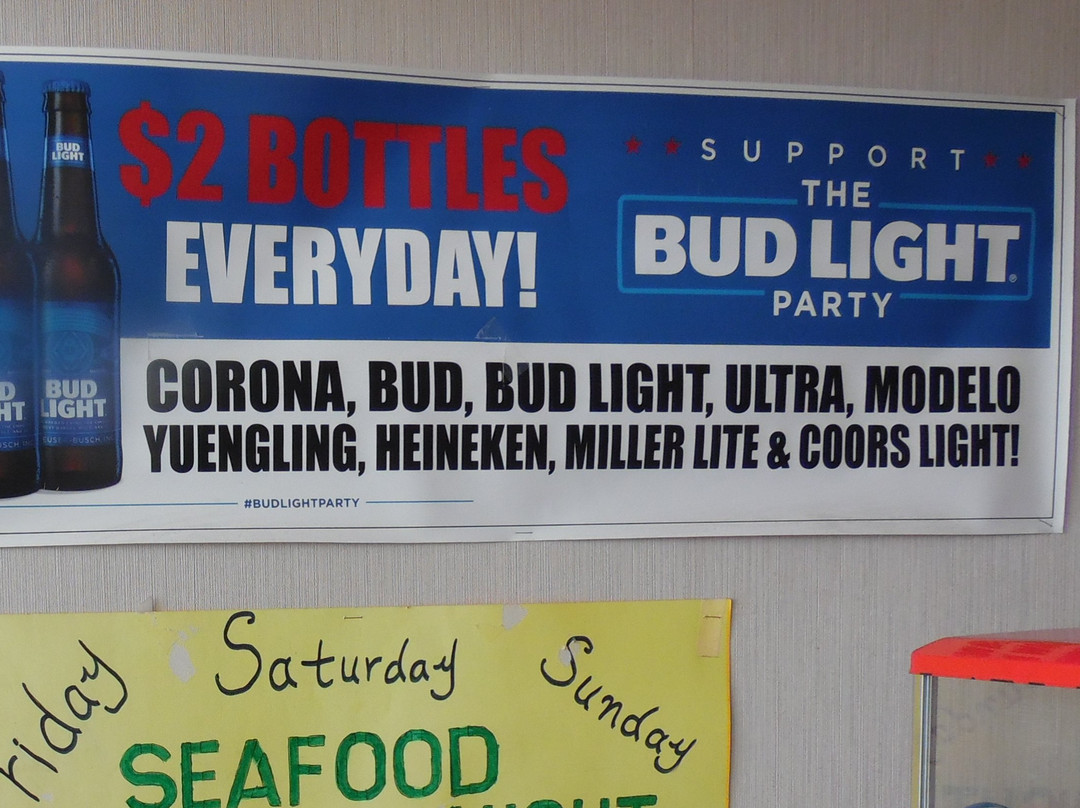 $2 BOTTLES
EVERYDAY!
SUPPORT
THE
BUD LIGHT®
PARTY
BUD
LIGHT
BUD
LIGHT
CORONA, BUD, BUD LIGHT, ULTRA, MODELO
YUENGLING, HEINEKEN, MILLER LITE & COORS LIGHT!
#BUDLIGHTPARTY
riday Saturday Sunday
SEAFOOD